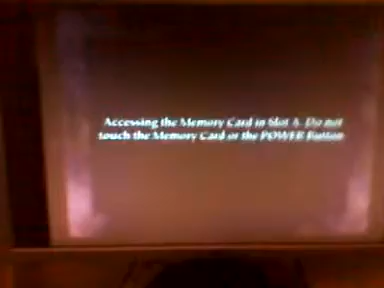 Accessing the Memory Card in Slot A. Do not
touch the Memory Card or the POWER Button